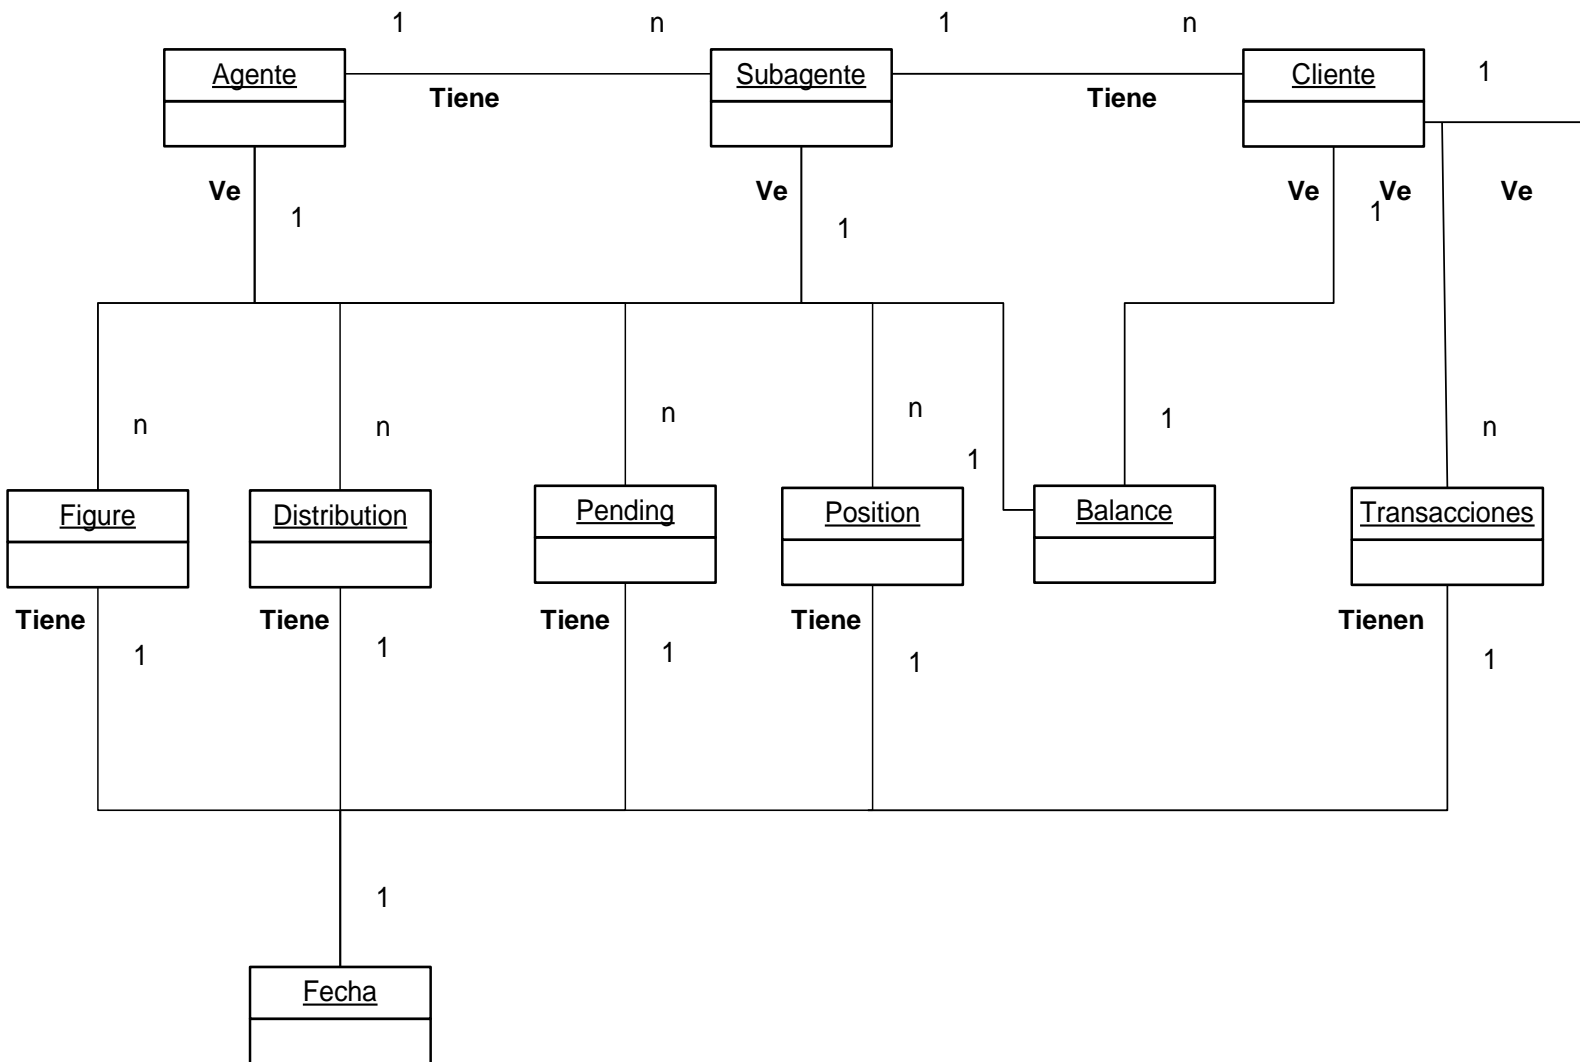 1 n 1 n
Agente Subagente Cliente 1
Tiene Tiene
Ve Ve Ve Ve Ve
1 1 1
n n n n 1 n
1
Figure Distribution Pending Position Balance Transacciones
Tiene Tiene Tiene Tiene Tienen
1 1 1 1 1
1
Fecha